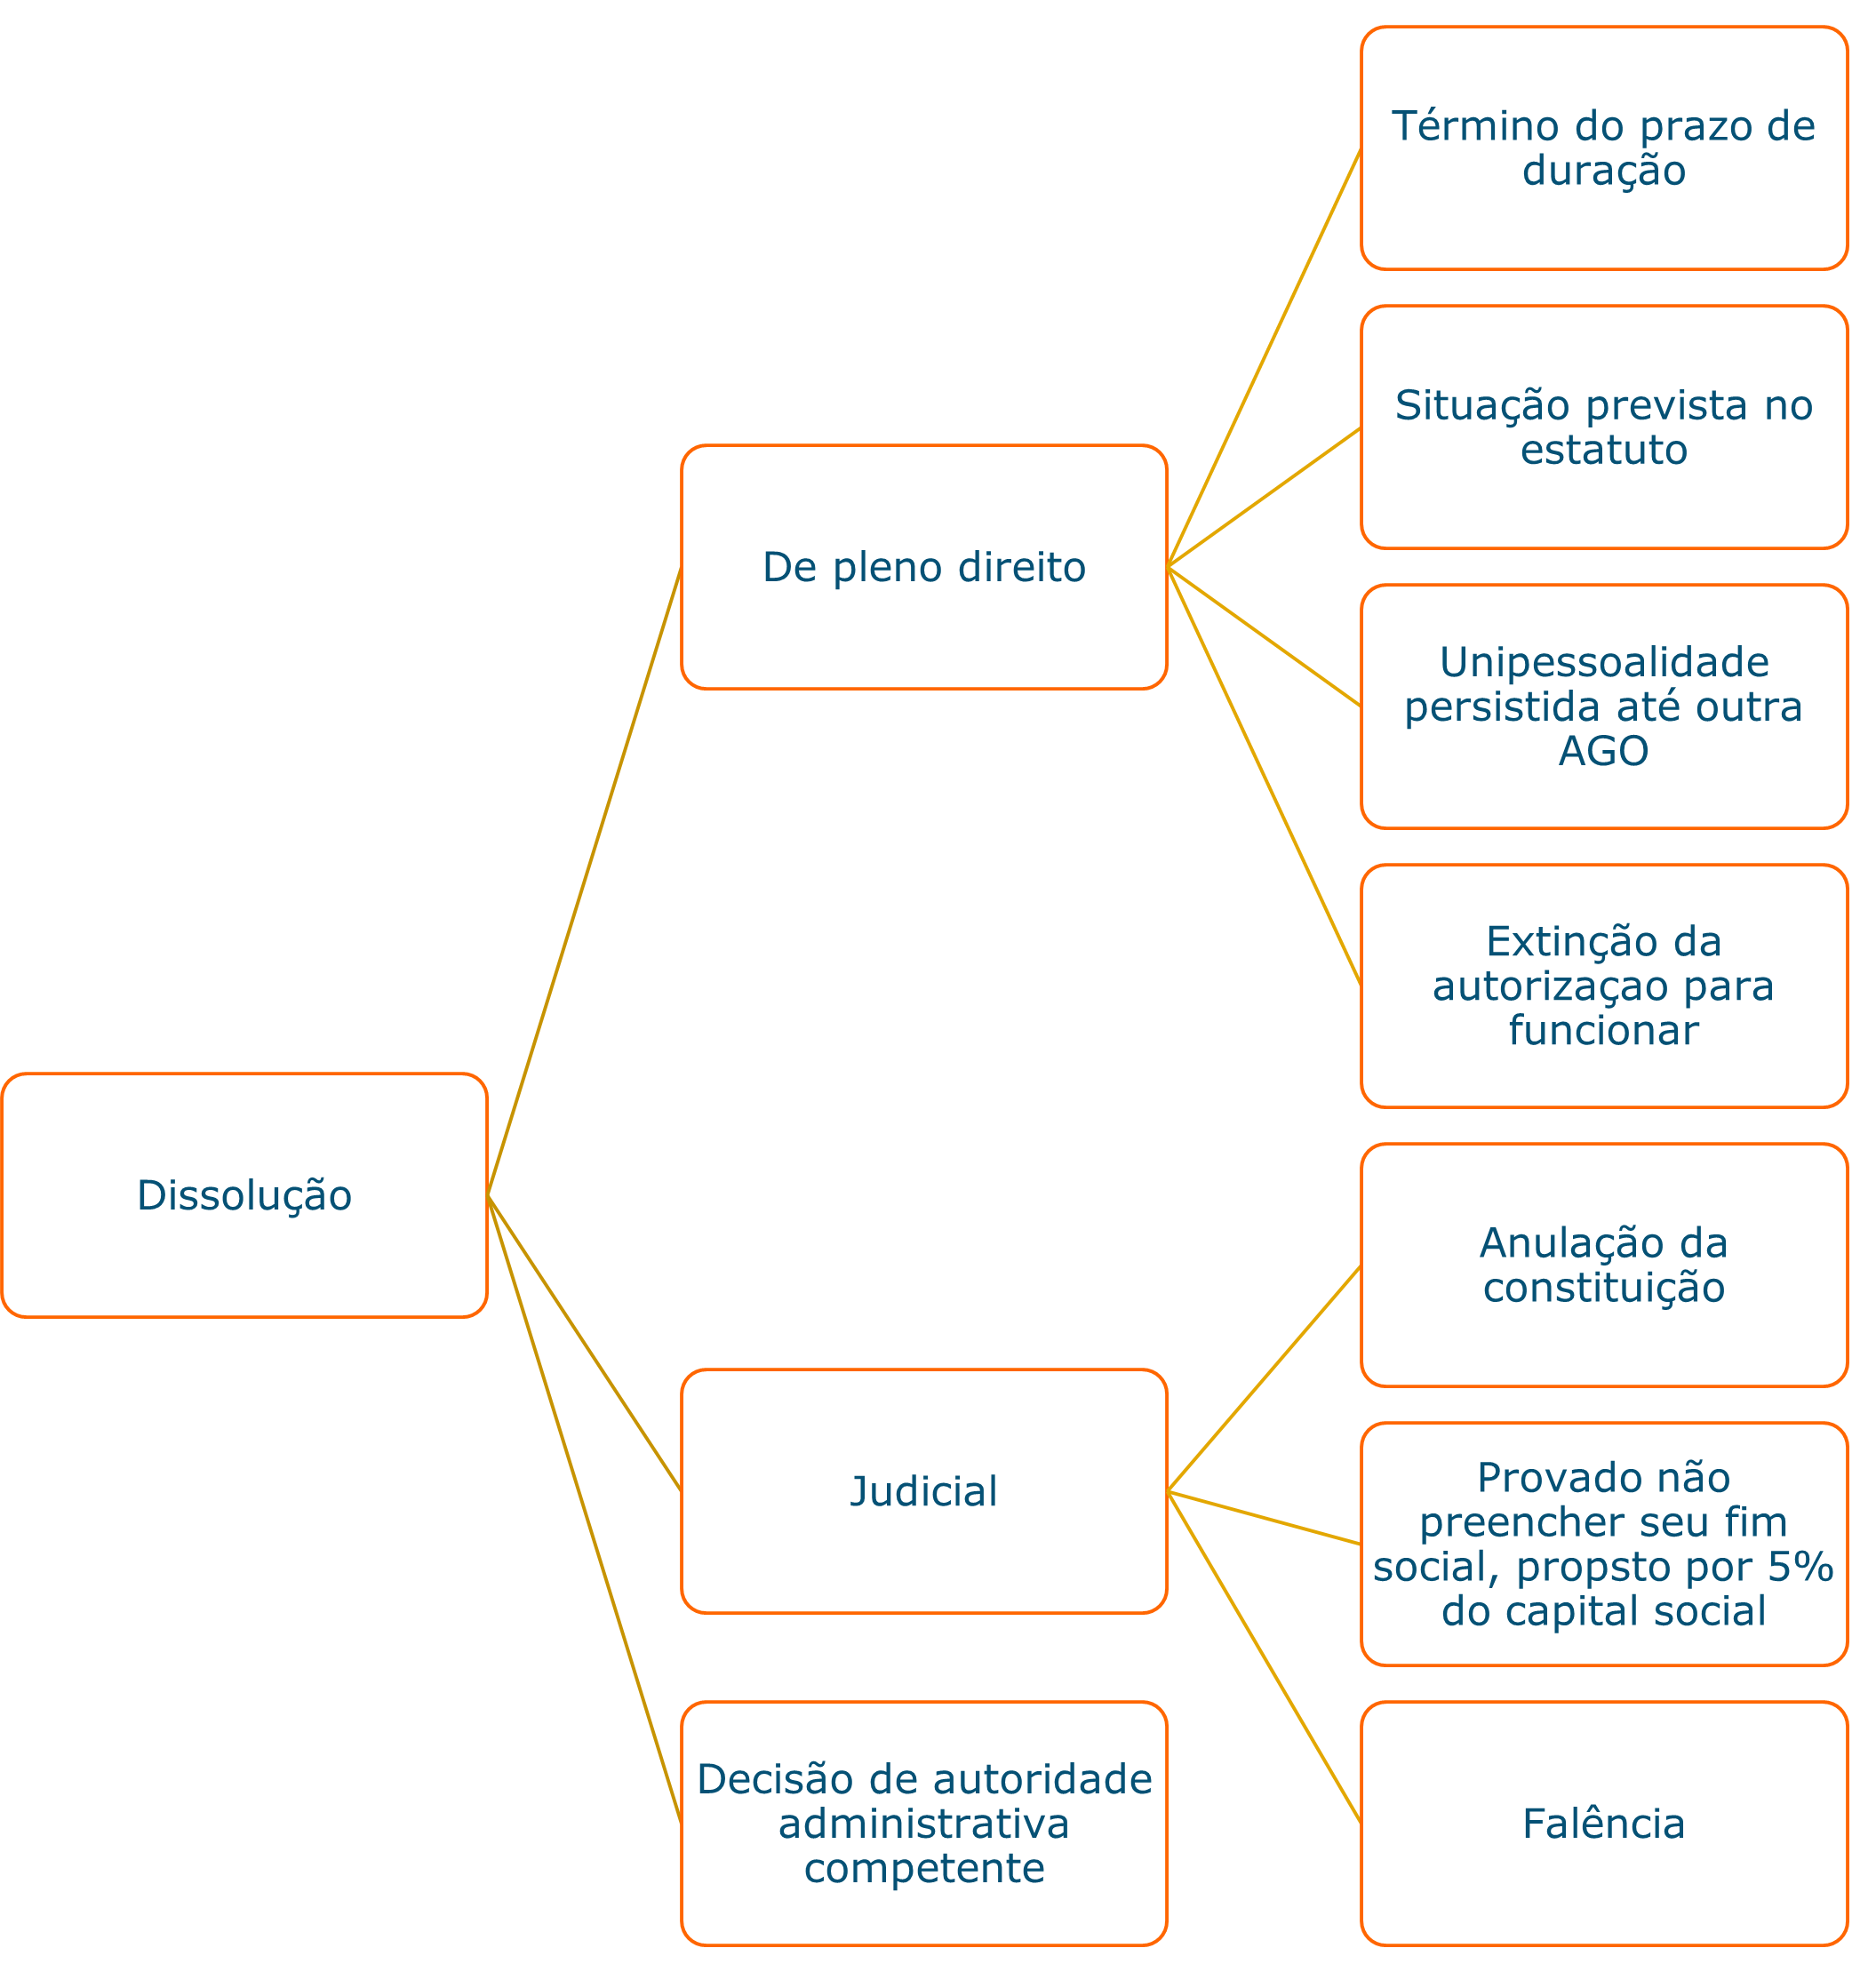 Dissolução
De pleno direito
Término do prazo de
duração
Situação prevista no
estatuto
Unipessoalidade
persistida até outra
AGO
Extinção da
autorizaçao para
funcionar
Judicial
Anulação da
constituição
Provado não
preencher seu fim
social, propsto por 5%
do capital social
Falência
Decisão de autoridade
administrativa
competente